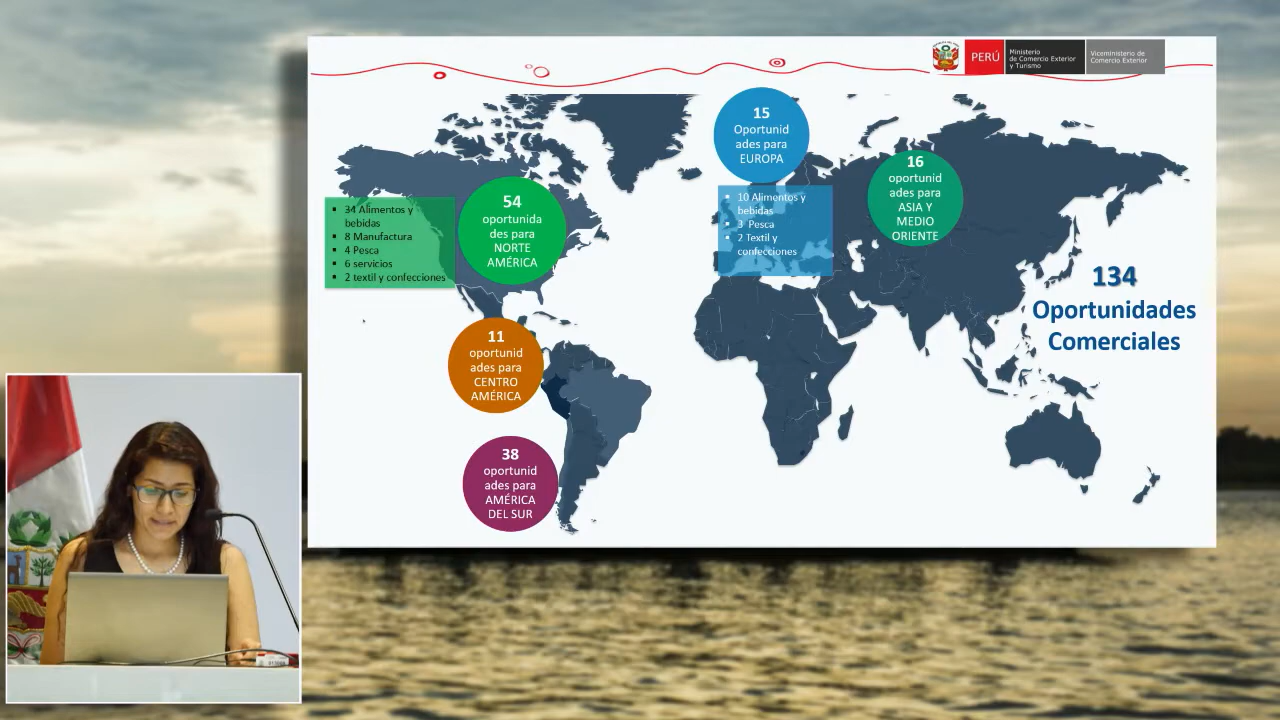 PERÚ
Ministerio
de Comercio Exterior
y Turismo
Viceministerio de
Comercio Exterior
15
Oportunid
ades para
EUROPA
16
oportunid
ades para
ASIA Y
MEDIO
ORIENTE
54
oportunida
des para
NORTE
AMÉRICA
34 Alimentos y
bebidas
8 Manufactura
4 Pesca
6 servicios
2 textil y confecciones
10 Alimentos y
bebidas
3 Pesca
2 Textil y
confecciones
134
Oportunidades
Comerciales
11
oportunid
ades para
CENTRO
AMÉRICA
38
oportunid
ades para
AMÉRICA
DEL SUR